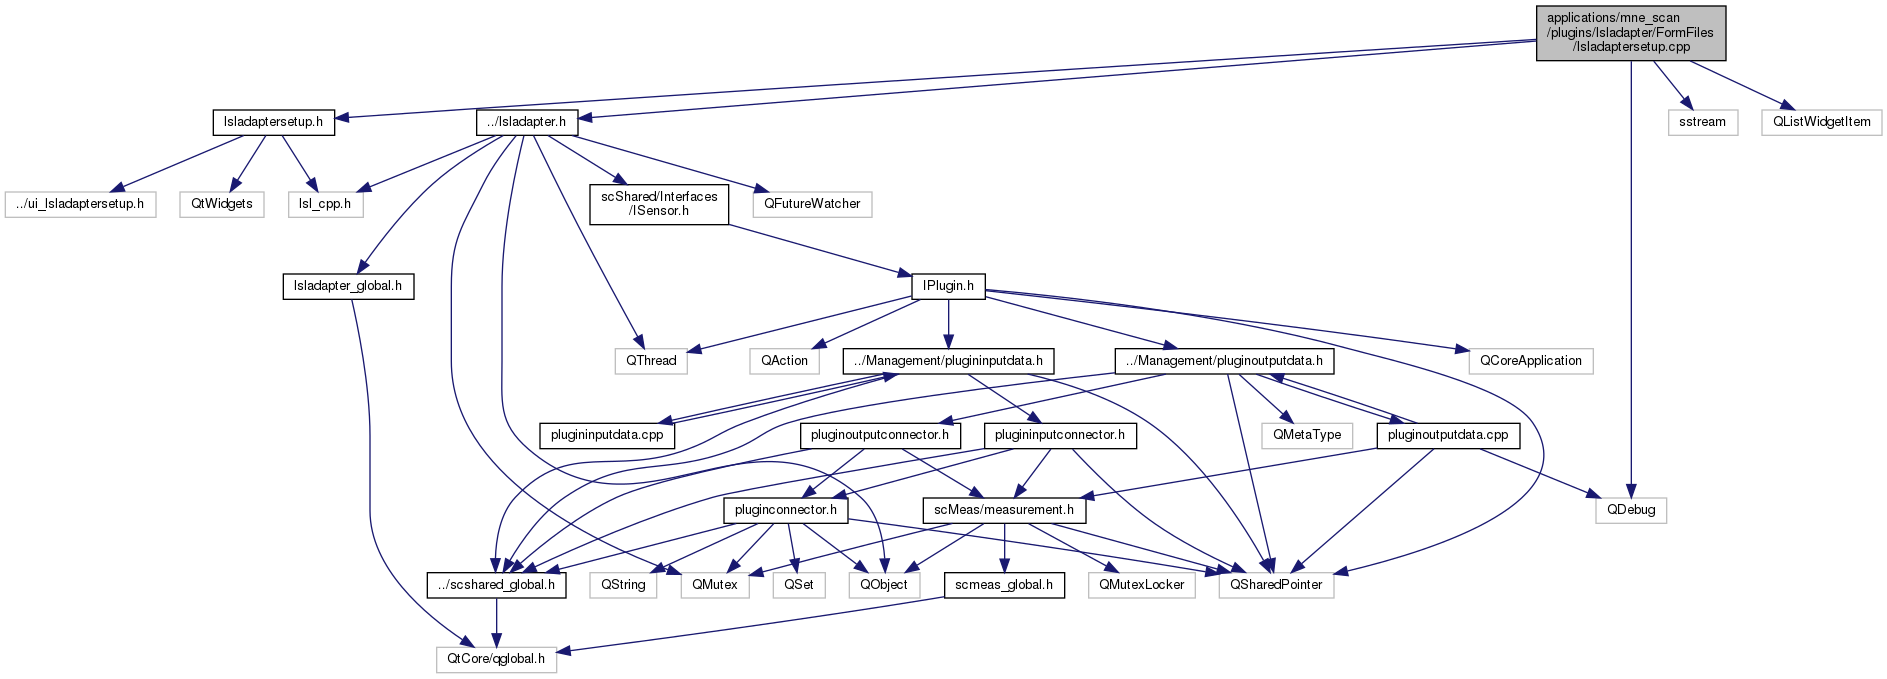 applications/mne_scan
/plugins/lsladapter/FormFiles
/lsladaptersetup.cpp
lsladaptersetup.h
../lsladapter.h
sstream
QListWidgetItem
../ui_lsladaptersetup.h
QtWidgets
lsl_cpp.h
scShared/Interfaces
/ISensor.h
QFutureWatcher
lsladapter_global.h
IPlugin.h
QThread
QAction
../Management/plugininputdata.h
../Management/pluginoutputdata.h
QCoreApplication
plugininputdata.cpp
pluginoutputconnector.h
plugininputconnector.h
QMetaType
pluginoutputdata.cpp
pluginconnector.h
scMeas/measurement.h
QDebug
../scshared_global.h
QString
QMutex
QSet
QObject
scmeas_global.h
QMutexLocker
QSharedPointer
QtCore/qglobal.h